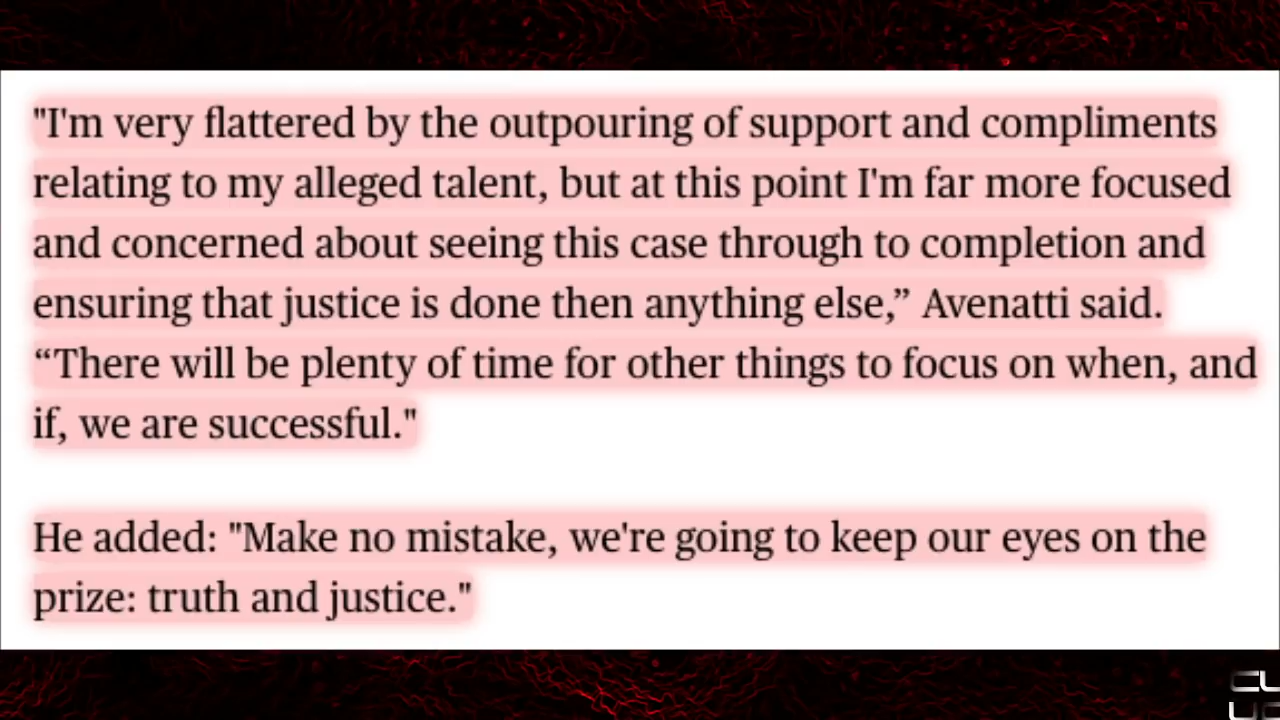 "I'm very flattered by the outpouring of support and compliments
relating to my alleged talent, but at this point I'm far more focused
and concerned about seeing this case through to completion and
ensuring that justice is done then anything else,” Avenatti said.
“There will be plenty of time for other things to focus on when, and
if, we are successful."
He added: "Make no mistake, we're going to keep our eyes on the
prize: truth and justice."